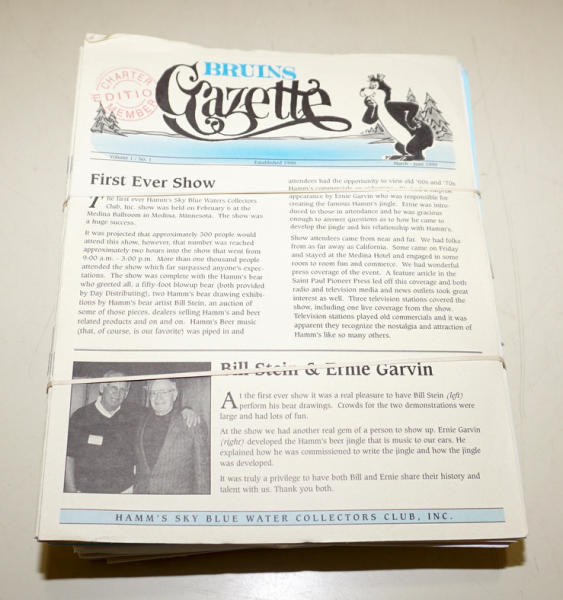 CHARTER
DITIO
MEMBER
BRUINS
Gazette
Volume 1 / No. 1
Established 1999
March - June 1999
First Ever Show
The first ever Hamm's Sky Blue Waters Collectors
Club, Inc. show was held on February 6 at the
Medina Ballroom in Medina, Minnesota. The show was
a huge success.
It was projected that approximately 500 people would
attend this show, however, that number was reached
approximately two hours into the show that went from
9:00 a.m. - 3:00 p.m. More than one thousand people
attended the show which far surpassed anyone's expec-
tations. The show was complete with the Hamm's bear
who greeted all, a fifty-foot blowup bear (both provided
by Day Distributing), two Hamm's bear drawing exhibi-
tions by Hamm's bear artist Bill Stein, an auction of
some of those pieces, dealers selling Hamm's and beer
related products and on and on. Hamm's Beer music
(that, of course, is our favorite) was piped in and
attendees had the opportunity to view old '60s and '70s
Hamm's commercials
appearance by Ernie Garvin who was responsible for
creating the famous Hamm's jingle. Ernie was intro-
duced to those in attendance and he was gracious
enough to answer questions as to how he came to
develop the jingle and his relationship with Hamm's.
Show attendees came from near and far. We had folks
from as far away as California. Some came on Friday
and stayed at the Medina Hotel and engaged in some
room to room fun and commerce. We had wonderful
press coverage of the event. A feature article in the
Saint Paul Pioneer Press led off this coverage and both
radio and television media and news outlets took great
interest as well. Three television stations covered the
show, including one live coverage from the show.
Television stations played old commercials and it was
apparent they recognize the nostalgia and attraction of
Hamm's like so many others.
Bill Stein & Ernie Garvin
At the first ever show it was a real pleasure to have Bill Stein (left)
perform his bear drawings. Crowds for the two demonstrations were
large and had lots of fun.
At the show we had another real gem of a person to show up. Ernie Garvin
(right) developed the Hamm's beer jingle that is music to our ears. He
explained how he was commissioned to write the jingle and how the jingle
was developed.
It was truly a privilege to have both Bill and Ernie share their history and
talent with us. Thank you both.
HAMM'S SKY BLUE WATER COLLECTORS CLUB, INC.